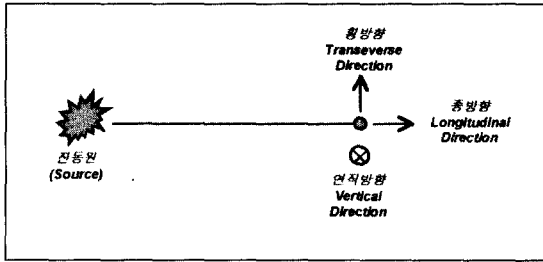 횡방향
Transeverse
Direction
종방향
Longitudinal
Direction
진동원
(Source)
연직방향
Vertical
Direction